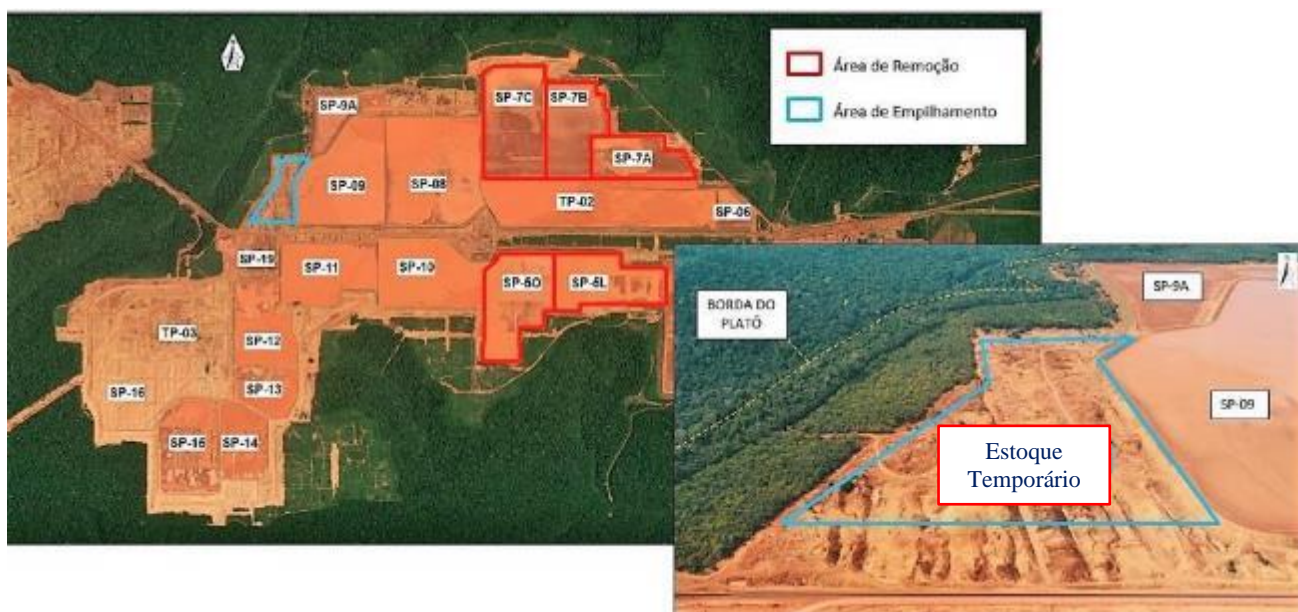 Área de Remoção
Área de Empilhamento
SP-7C
SP-7B
SP-9A
SP-7A
SP-09
SP-08
TP-02
SP-06
SP-19
SP-11
SP-10
SP-5O
SP-5L
TP-03
SP-12
SP-16
SP-13
SP-15
SP-14
BORDA DO
PLATÔ
SP-9A
SP-09
Estoque
Temporário